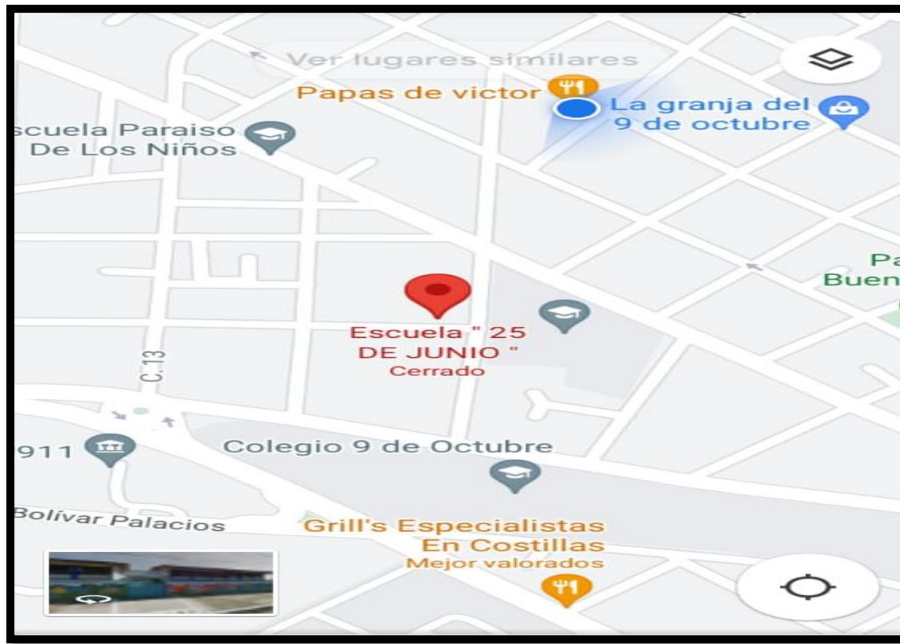 Ver lugares similares
Papas de victor
La granja del
9 de octubre
scuela Paraiso
De Los Niños
Pa
Buen
Escuela " 25
DE JUNIO "
Cerrado
C. 13
911
Colegio 9 de Octubre
Bolívar Palacios
Grill's Especialistas
En Costillas
Mejor valorados